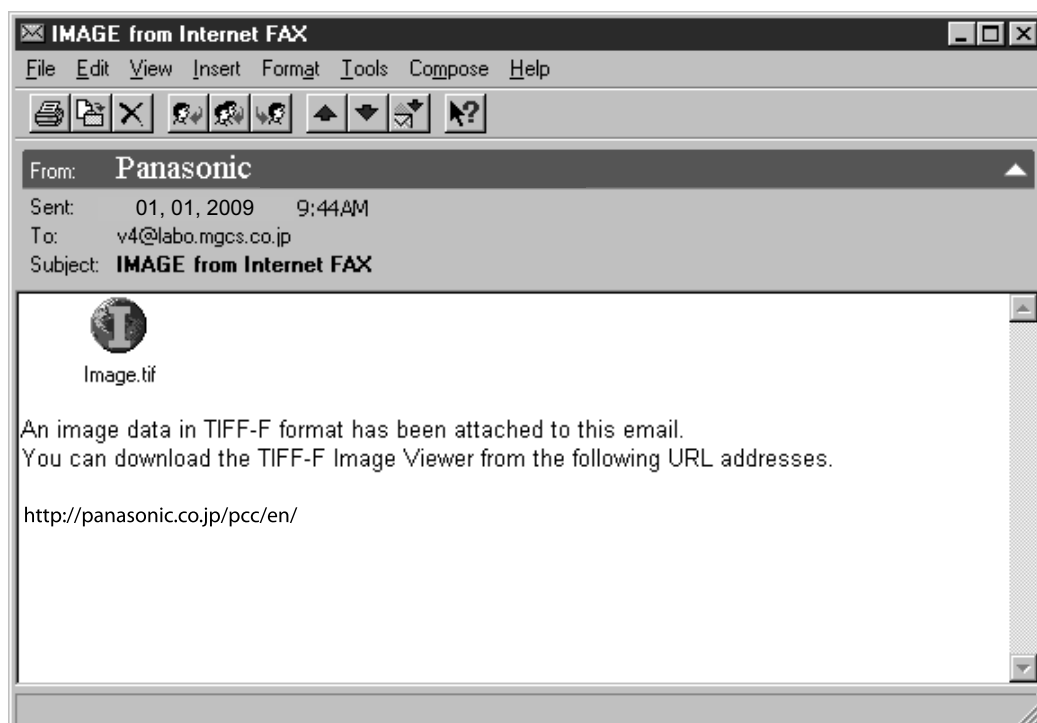 IMAGE from Internet FAX
File Edit View Insert Format Tools Compose Help
From: Panasonic
Sent: 01, 01, 2009 9:44AM
To: v4@labo.mgcs.co.jp
Subject: IMAGE from Internet FAX
I
Image.tif
An image data in TIFF-F format has been attached to this email.
You can download the TIFF-F Image Viewer from the following URL addresses.
http://panasonic.co.jp/pcc/en/